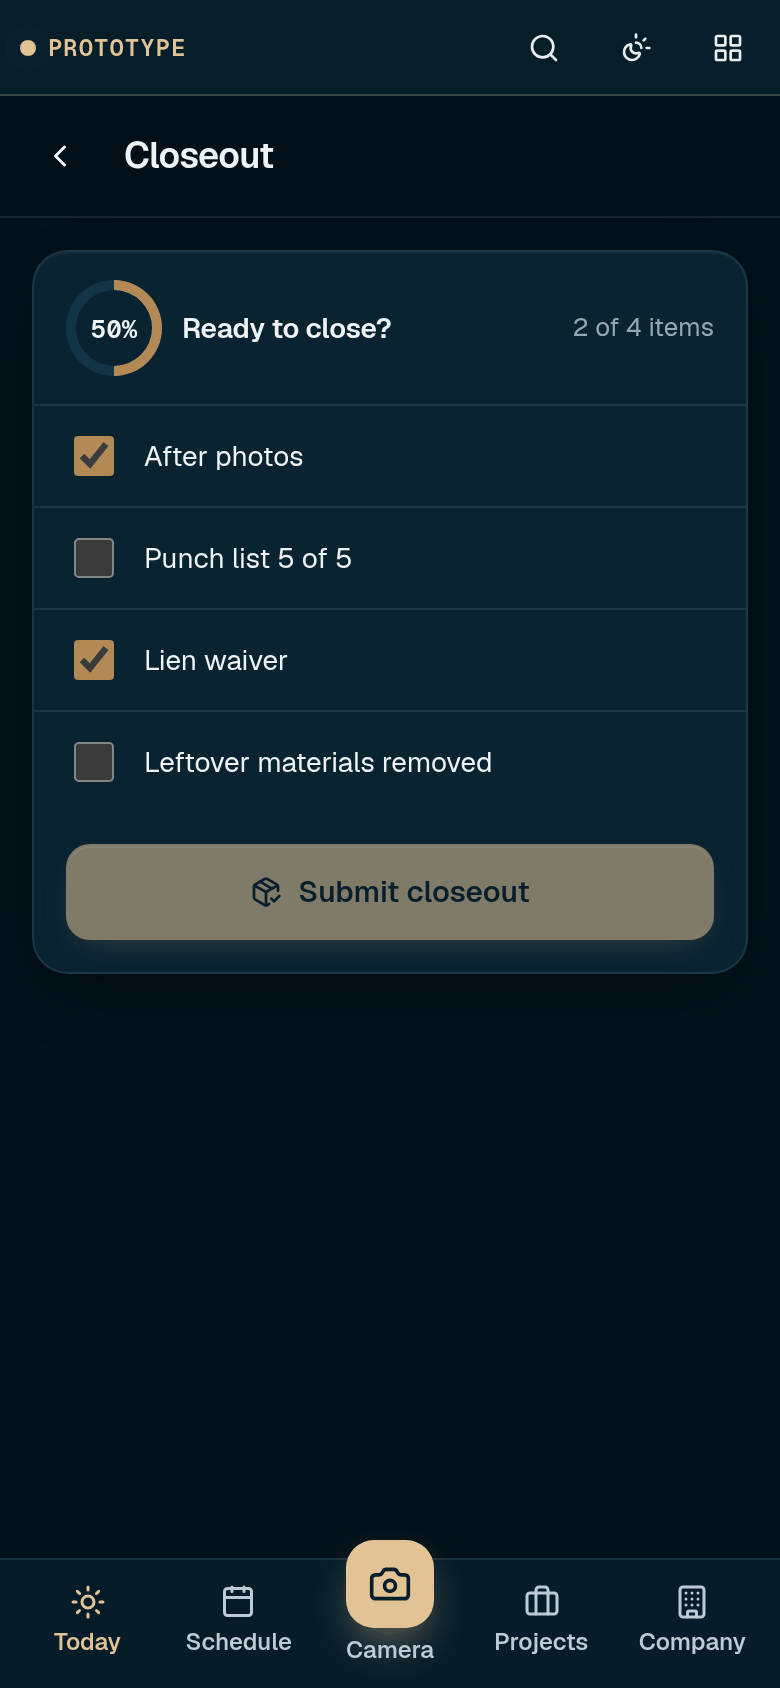 PROTOTYPE
Closeout
50% Ready to close? 2 of 4 items
After photos
Punch list 5 of 5
Lien waiver
Leftover materials removed
Submit closeout
Today Schedule Camera Projects Company